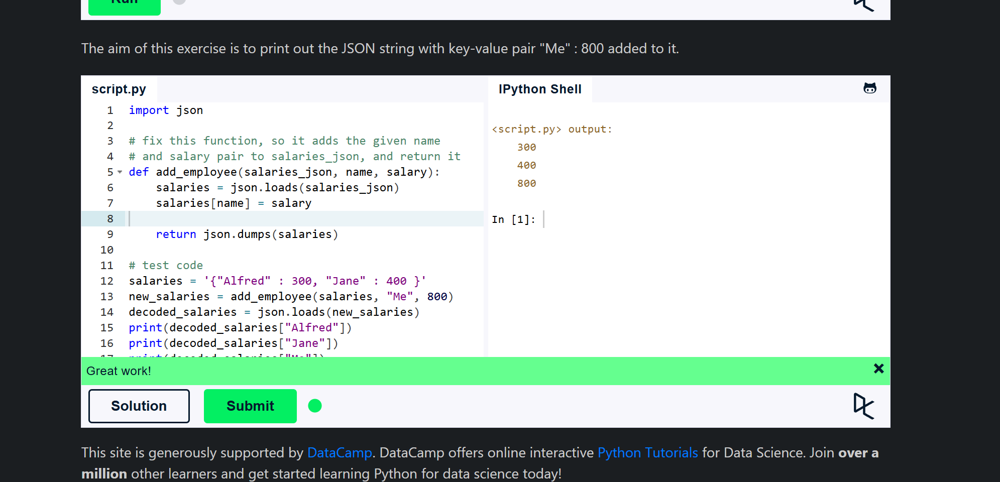 Run
The aim of this exercise is to print out the JSON string with key-value pair "Me" : 800 added to it.
script.py
1 import json
2
3 # fix this function, so it adds the given name
4 # and salary pair to salaries_json, and return it
5 def add_employee(salaries_json, name, salary):
6     salaries = json.loads(salaries_json)
7     salaries[name] = salary
8
9     return json.dumps(salaries)
10
11 # test code
12 salaries = '{"Alfred" : 300, "Jane" : 400 }'
13 new_salaries = add_employee(salaries, "Me", 800)
14 decoded_salaries = json.loads(new_salaries)
15 print(decoded_salaries["Alfred"])
16 print(decoded_salaries["Jane"])
17 print(decoded_salaries["Me"])
IPython Shell
<script.py> output:
300
400
800
In [1]:
Great work!
Solution
Submit
This site is generously supported by DataCamp. DataCamp offers online interactive Python Tutorials for Data Science. Join over a
million other learners and get started learning Python for data science today!